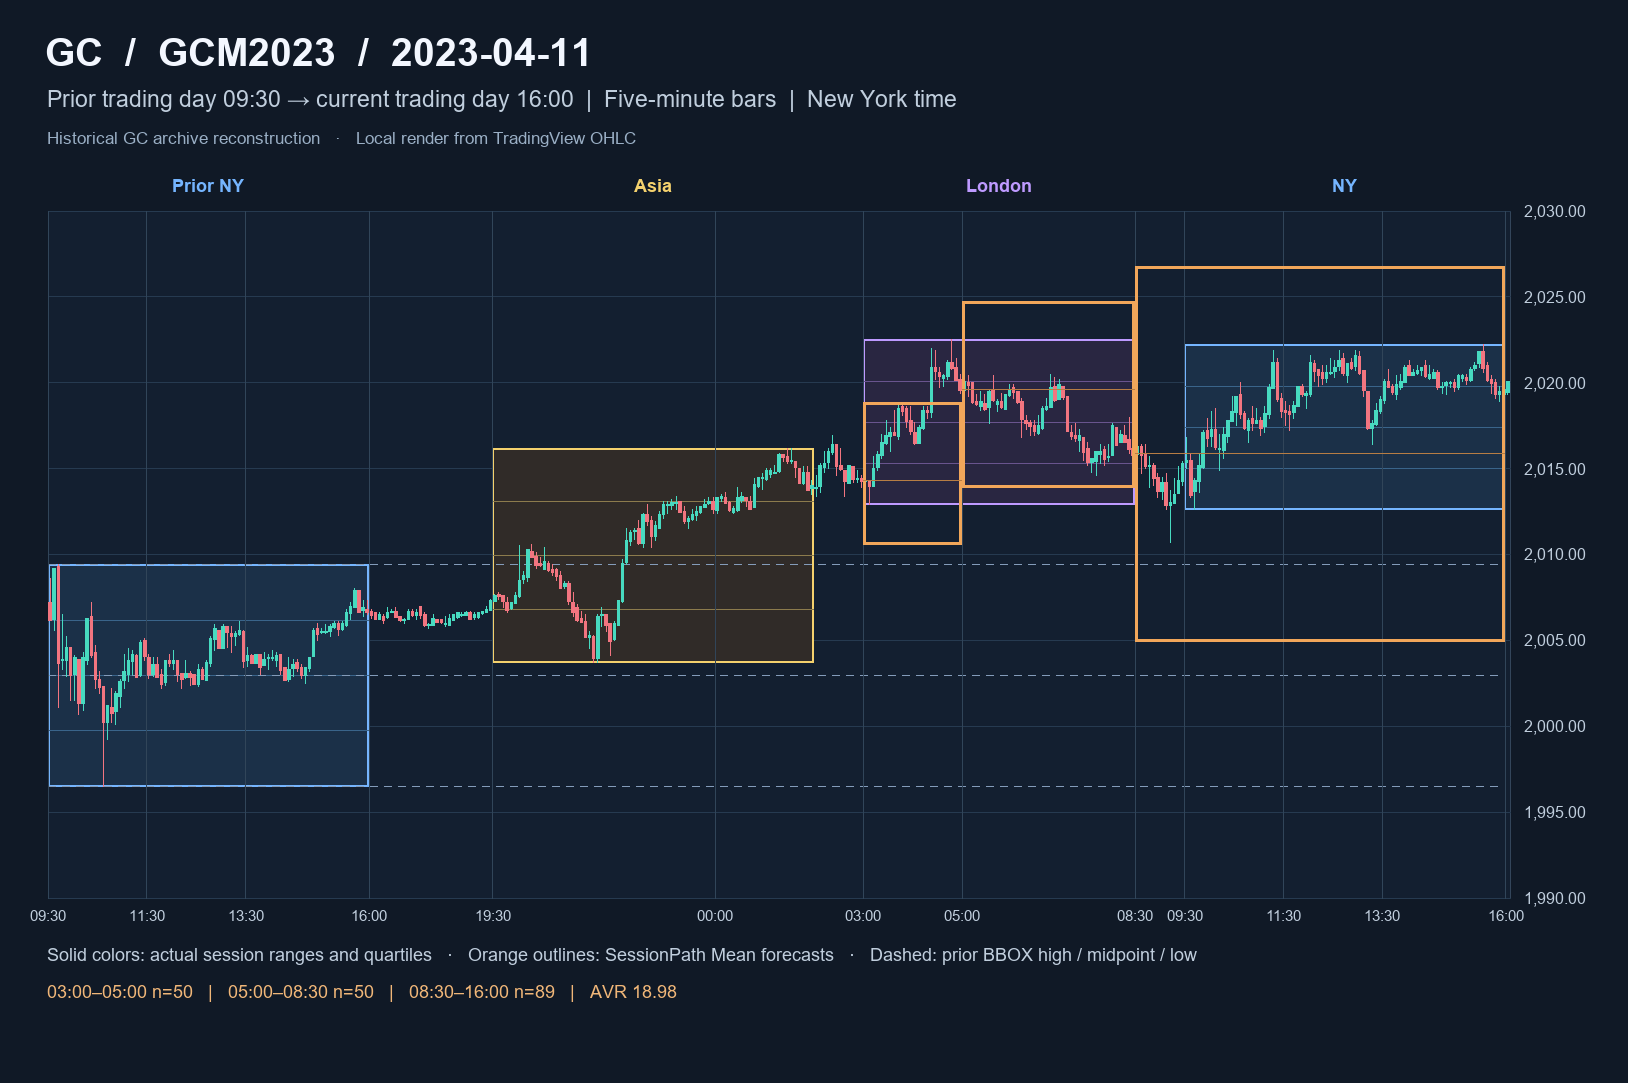 GC / GCM2023 / 2023-04-11
Prior trading day 09:30 → current trading day 16:00 | Five-minute bars | New York time
Historical GC archive reconstruction · Local render from TradingView OHLC
Prior NY Asia London NY
2,030.00
2,025.00
2,020.00
2,015.00
2,010.00
2,005.00
2,000.00
1,995.00
1,990.00
09:30 11:30 13:30 16:00 19:30 00:00 03:00 05:00 08:30 09:30 11:30 13:30 16:00
Solid colors: actual session ranges and quartiles · Orange outlines: SessionPath Mean forecasts · Dashed: prior BBOX high / midpoint / low
03:00–05:00 n=50 | 05:00–08:30 n=50 | 08:30–16:00 n=89 | AVR 18.98